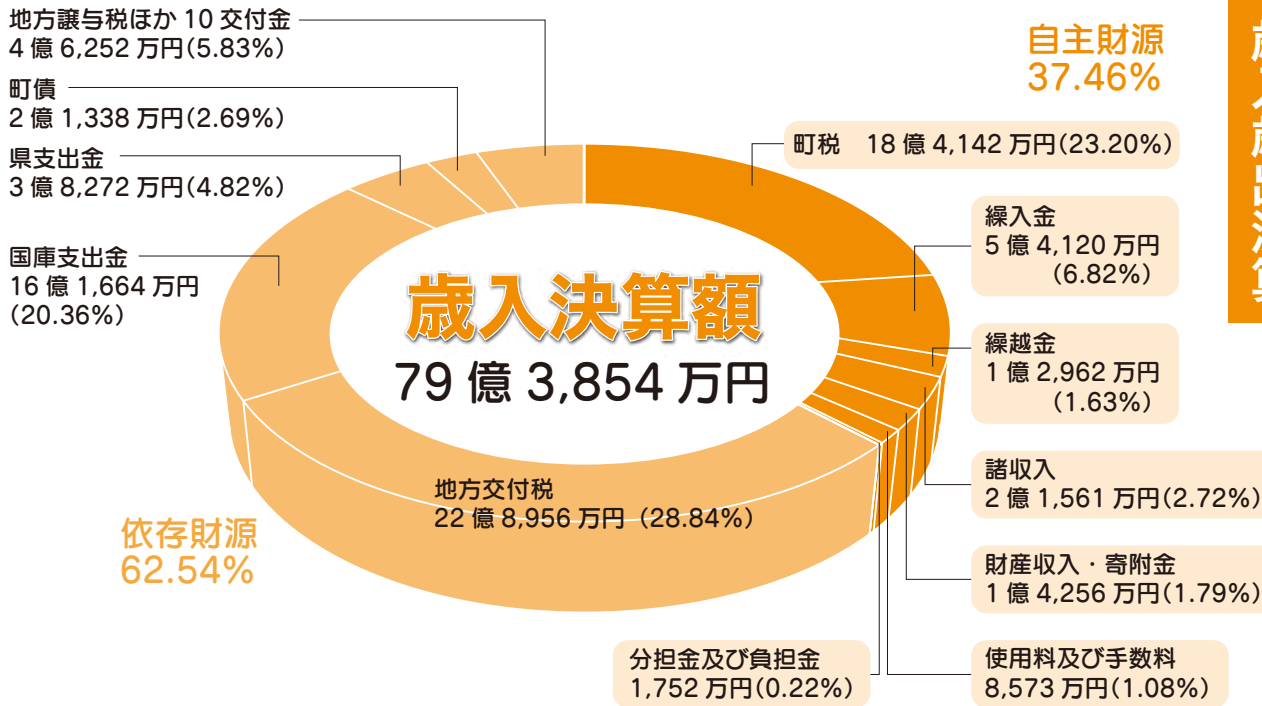 地方譲与税ほか 10 交付金
4 億 6,252 万円(5.83%)
町債
2 億 1,338 万円(2.69%)
県支出金
3 億 8,272 万円(4.82%)
国庫支出金
16 億 1,664 万円
(20.36%)
自主財源
37.46%
町税 18 億 4,142 万円(23.20%)
繰入金
5 億 4,120 万円
(6.82%)
繰越金
1 億 2,962 万円
(1.63%)
諸収入
2 億 1,561 万円(2.72%)
財産収入・寄附金
1 億 4,256 万円(1.79%)
使用料及び手数料
8,573 万円(1.08%)
分担金及び負担金
1,752 万円(0.22%)
歳入決算額
79 億 3,854 万円
地方交付税
22 億 8,956 万円（28.84%）
依存財源
62.54%